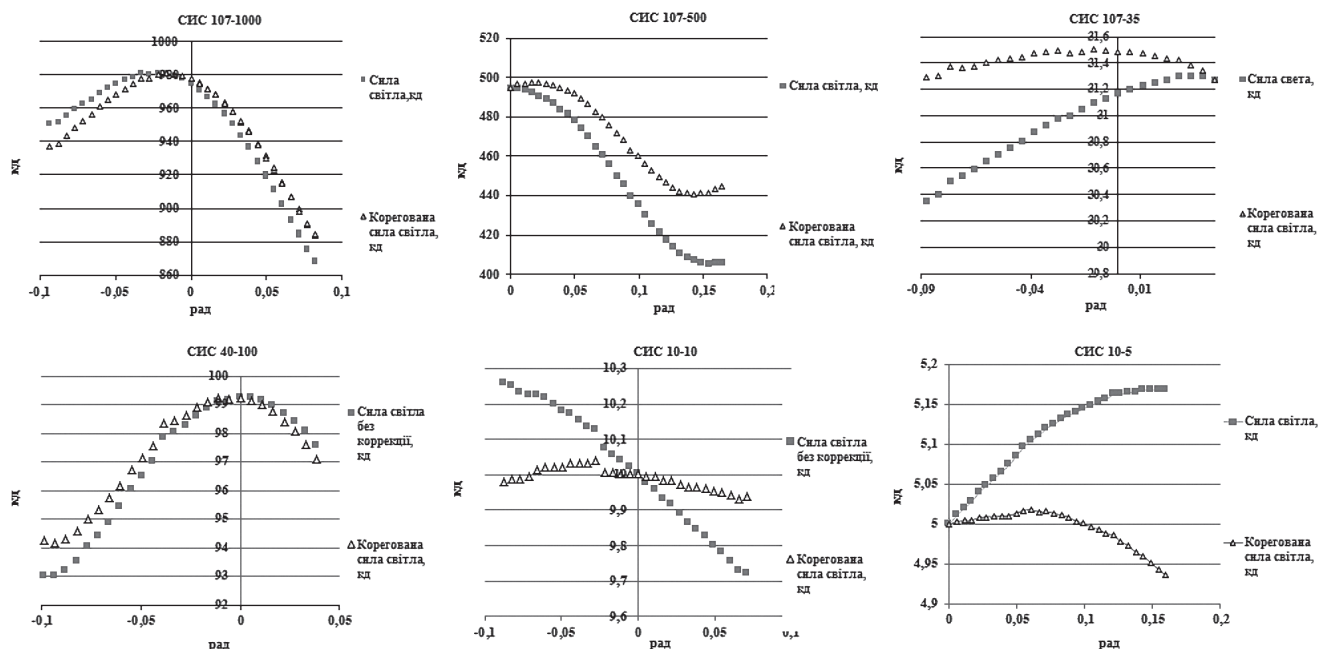 СИС 107-1000
1000
980
960
940
920
900
880
860
-0,1
-0,05
0
0,05
0,1
кд
рад
Сила
світла,кд
Корегована
сила світла,
кд
СИС 107-500
520
500
480
460
440
420
400
0
0,05
0,1
0,15
0,2
кд
рад
Сила світла, кд
Корегована
сила світла, кд
СИС 107-35
31,6
31,4
31,2
31
30,8
30,6
30,4
30,2
20
20,8
-0,09
-0,04
0,01
кд
рад
Сила света,
кд
Корегована
сила світла,
кд
СИС 40-100
100
99
98
97
96
95
94
93
92
-0,1
-0,05
0
0,05
кд
рад
Сила світла
без
коррекції,
кд
Корегована
сила світла,
кд
СИС 10-10
10,3
10,2
10,1
10
9,9
9,8
9,7
9,6
-0,1
-0,05
0
0,05
0,1
кд
рад
Сила світла
без коррекції,
кд
Корегована
сила світла,
кд
СИС 10-5
5,2
5,15
5,1
5,05
5
4,95
4,9
0
0,05
0,1
0,15
0,2
кд
рад
Сила світла,
кд
Корегована
сила світла,
кд